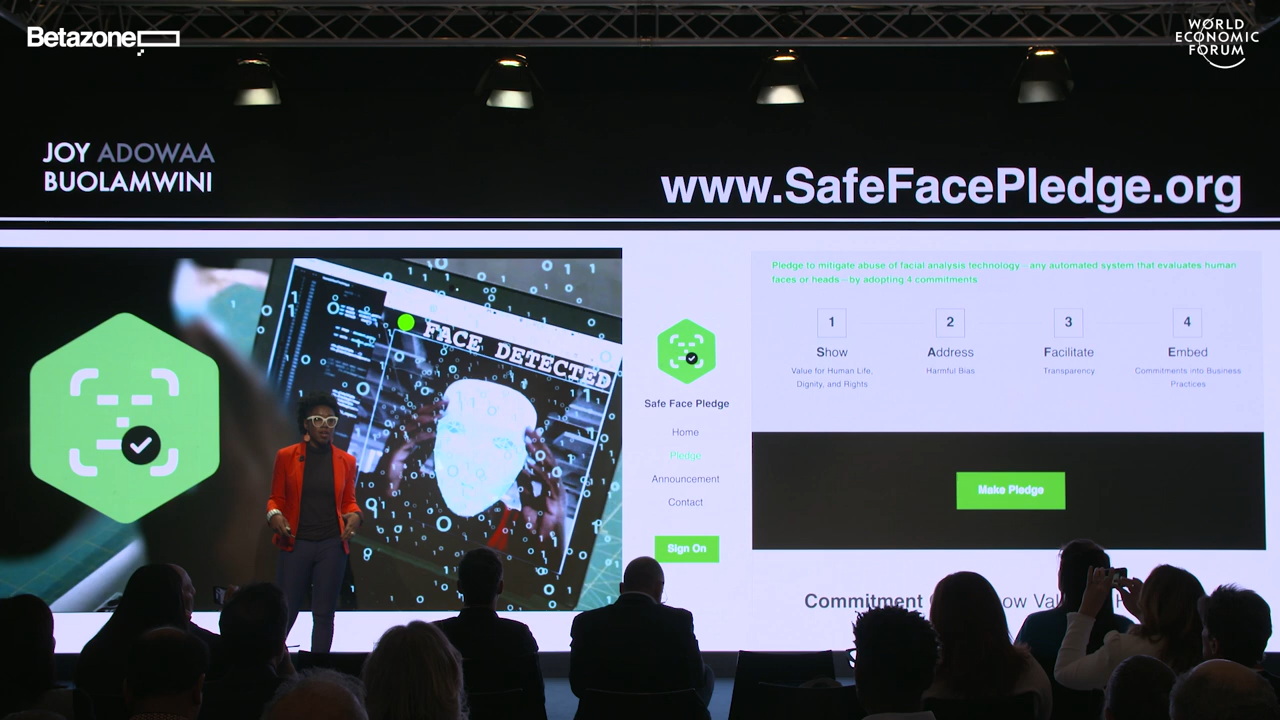 Betazone
WORLD
ECONOMIC
FORUM
JOY ADOWAA
BUOLAMWINI
www.SafeFacePledge.org
FACE DETECTED
Safe Face Pledge
Home
Pledge
Announcement
Contact
Sign On
Pledge to mitigate abuse of facial analysis technology - any automated system that evaluates human
faces or heads - by adopting 4 commitments
1
Show
Value for Human Life,
Dignity, and Rights
2
Address
Harmful Bias
3
Facilitate
Transparency
4
Embed
Commitments into Business
Practices
Make Pledge
Commitment